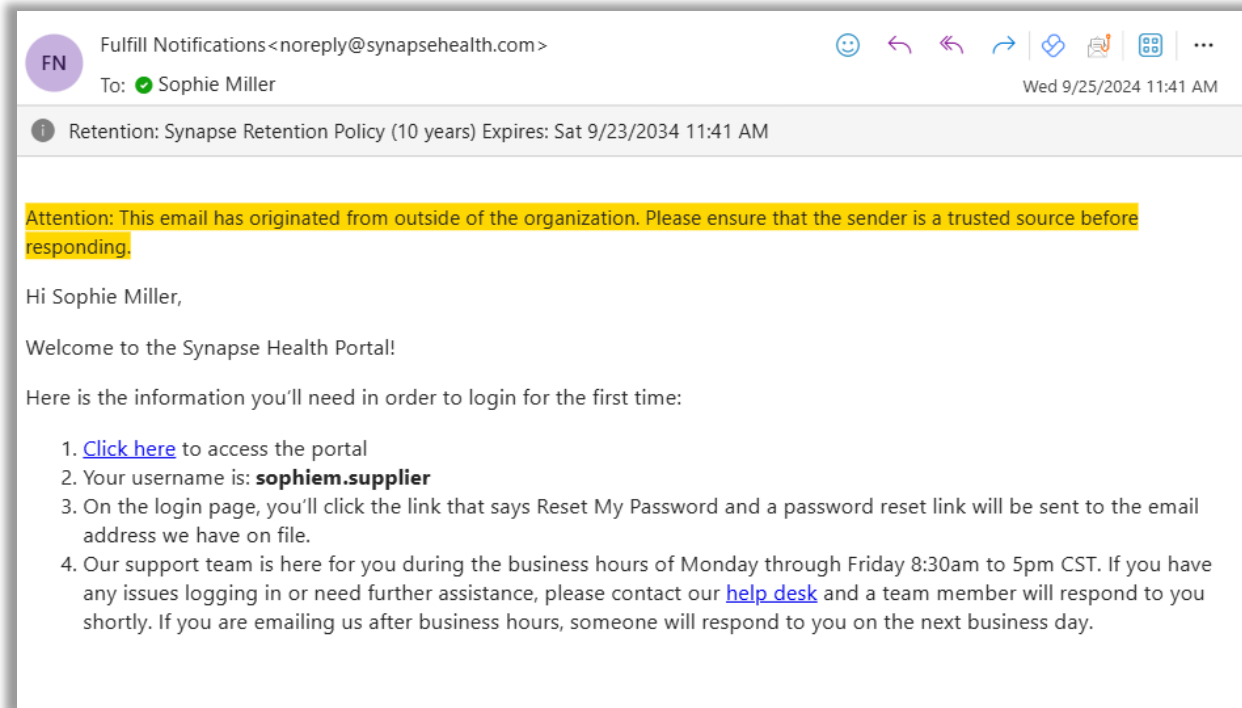 FN
Fulfill Notifications<noreply@synapsehealth.com>
To: Sophie Miller
Wed 9/25/2024 11:41 AM
Retention: Synapse Retention Policy (10 years) Expires: Sat 9/23/2034 11:41 AM
Attention: This email has originated from outside of the organization. Please ensure that the sender is a trusted source before
responding.
Hi Sophie Miller,
Welcome to the Synapse Health Portal!
Here is the information you'll need in order to login for the first time:
1. Click here to access the portal
2. Your username is: sophiem.supplier
3. On the login page, you'll click the link that says Reset My Password and a password reset link will be sent to the email
address we have on file.
4. Our support team is here for you during the business hours of Monday through Friday 8:30am to 5pm CST. If you have
any issues logging in or need further assistance, please contact our help desk and a team member will respond to you
shortly. If you are emailing us after business hours, someone will respond to you on the next business day.